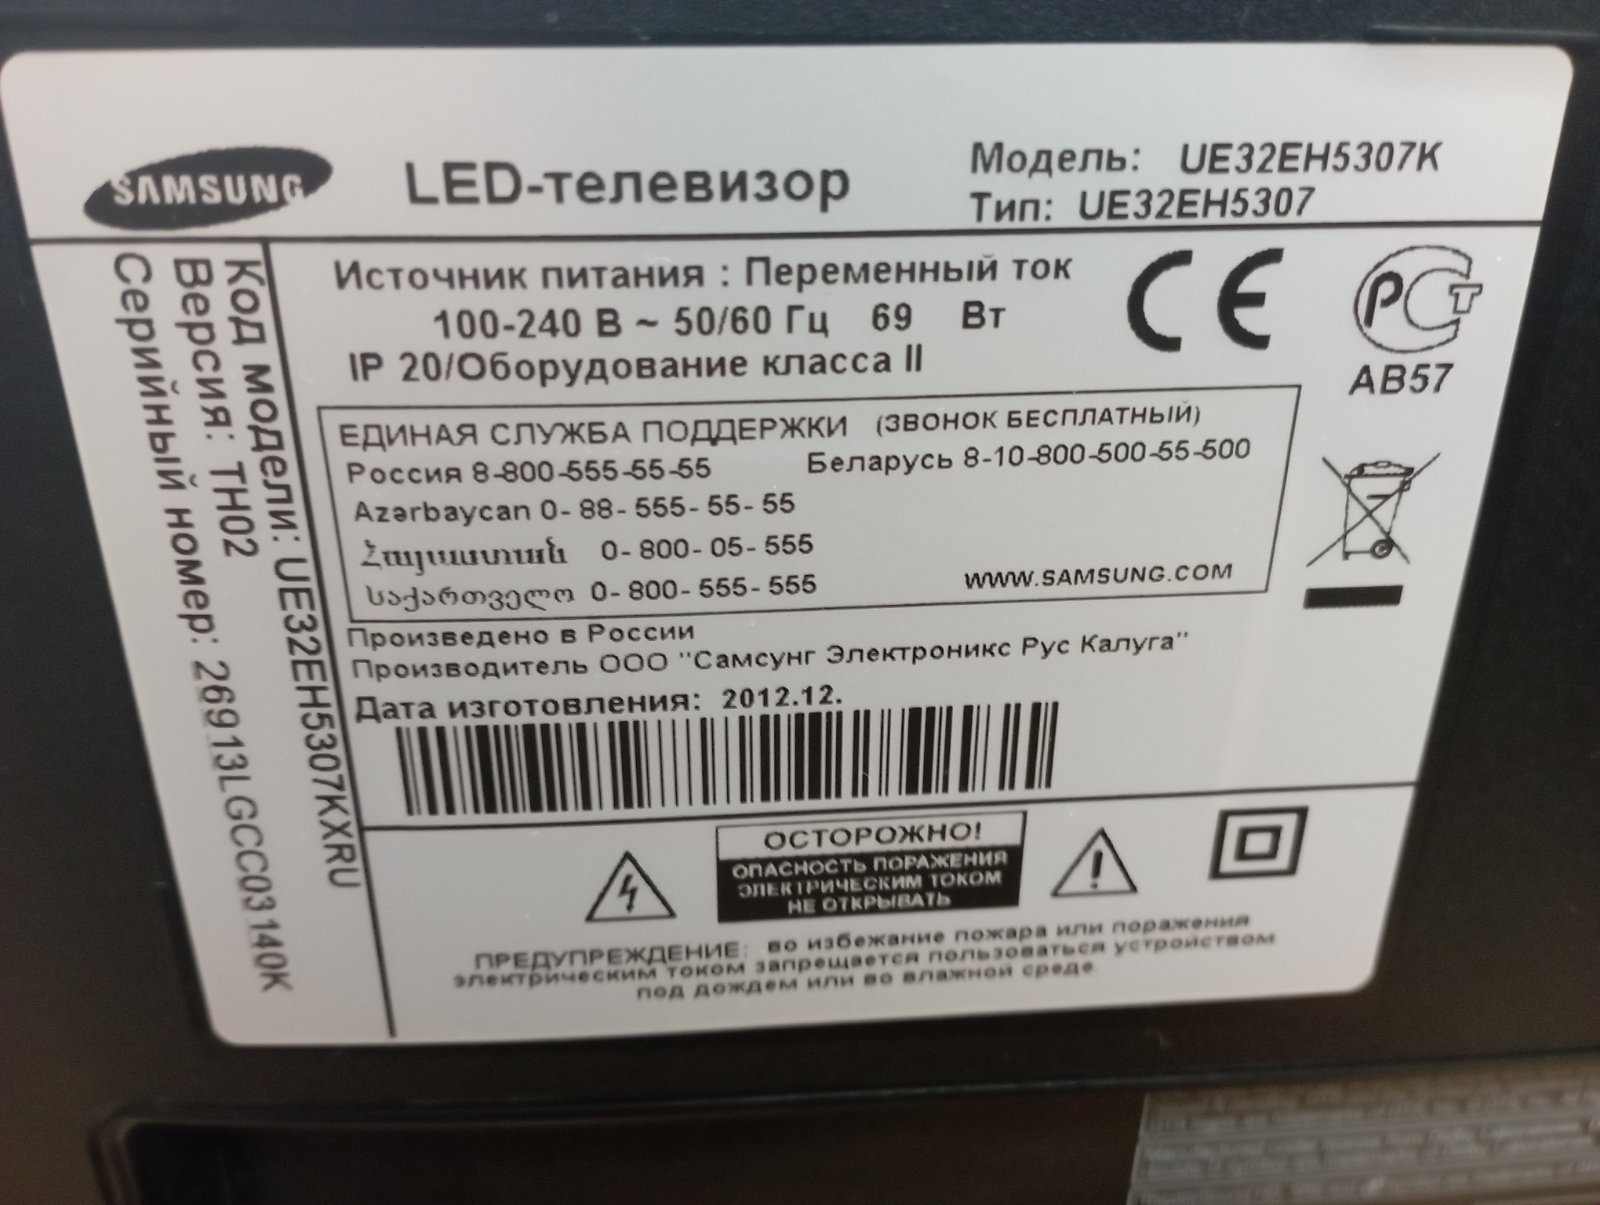 SAMSUNG
LED-телевизор
Модель: UE32EH5307K
Тип: UE32EH5307
Код модели: UE32EH5307KXRU
Версия: TH02
Серийный номер: 26913LGCC03140K
Источник питания : Переменный ток
100-240 В ~ 50/60 Гц 69 Вт
IP 20/Оборудование класса II
CE
РСТ
АВ57
ЕДИНАЯ СЛУЖБА ПОДДЕРЖКИ (ЗВОНОК БЕСПЛАТНЫЙ)
Россия 8-800-555-55-55 Беларусь 8-10-800-500-55-500
Azərbaycan 0- 88- 555- 55- 55
Հայաստան 0- 800- 05- 555
საქართველო 0- 800- 555- 555 WWW.SAMSUNG.COM
Произведено в России
Производитель ООО "Самсунг Электроникс Рус Калуга"
Дата изготовления: 2012.12.
ОСТОРОЖНО!
ОПАСНОСТЬ ПОРАЖЕНИЯ
ЭЛЕКТРИЧЕСКИМ ТОКОМ
НЕ ОТКРЫВАТЬ
ПРЕДУПРЕЖДЕНИЕ: во избежание пожара или поражения
электрическим током запрещается пользоваться устройством
под дождем или во влажной среде.